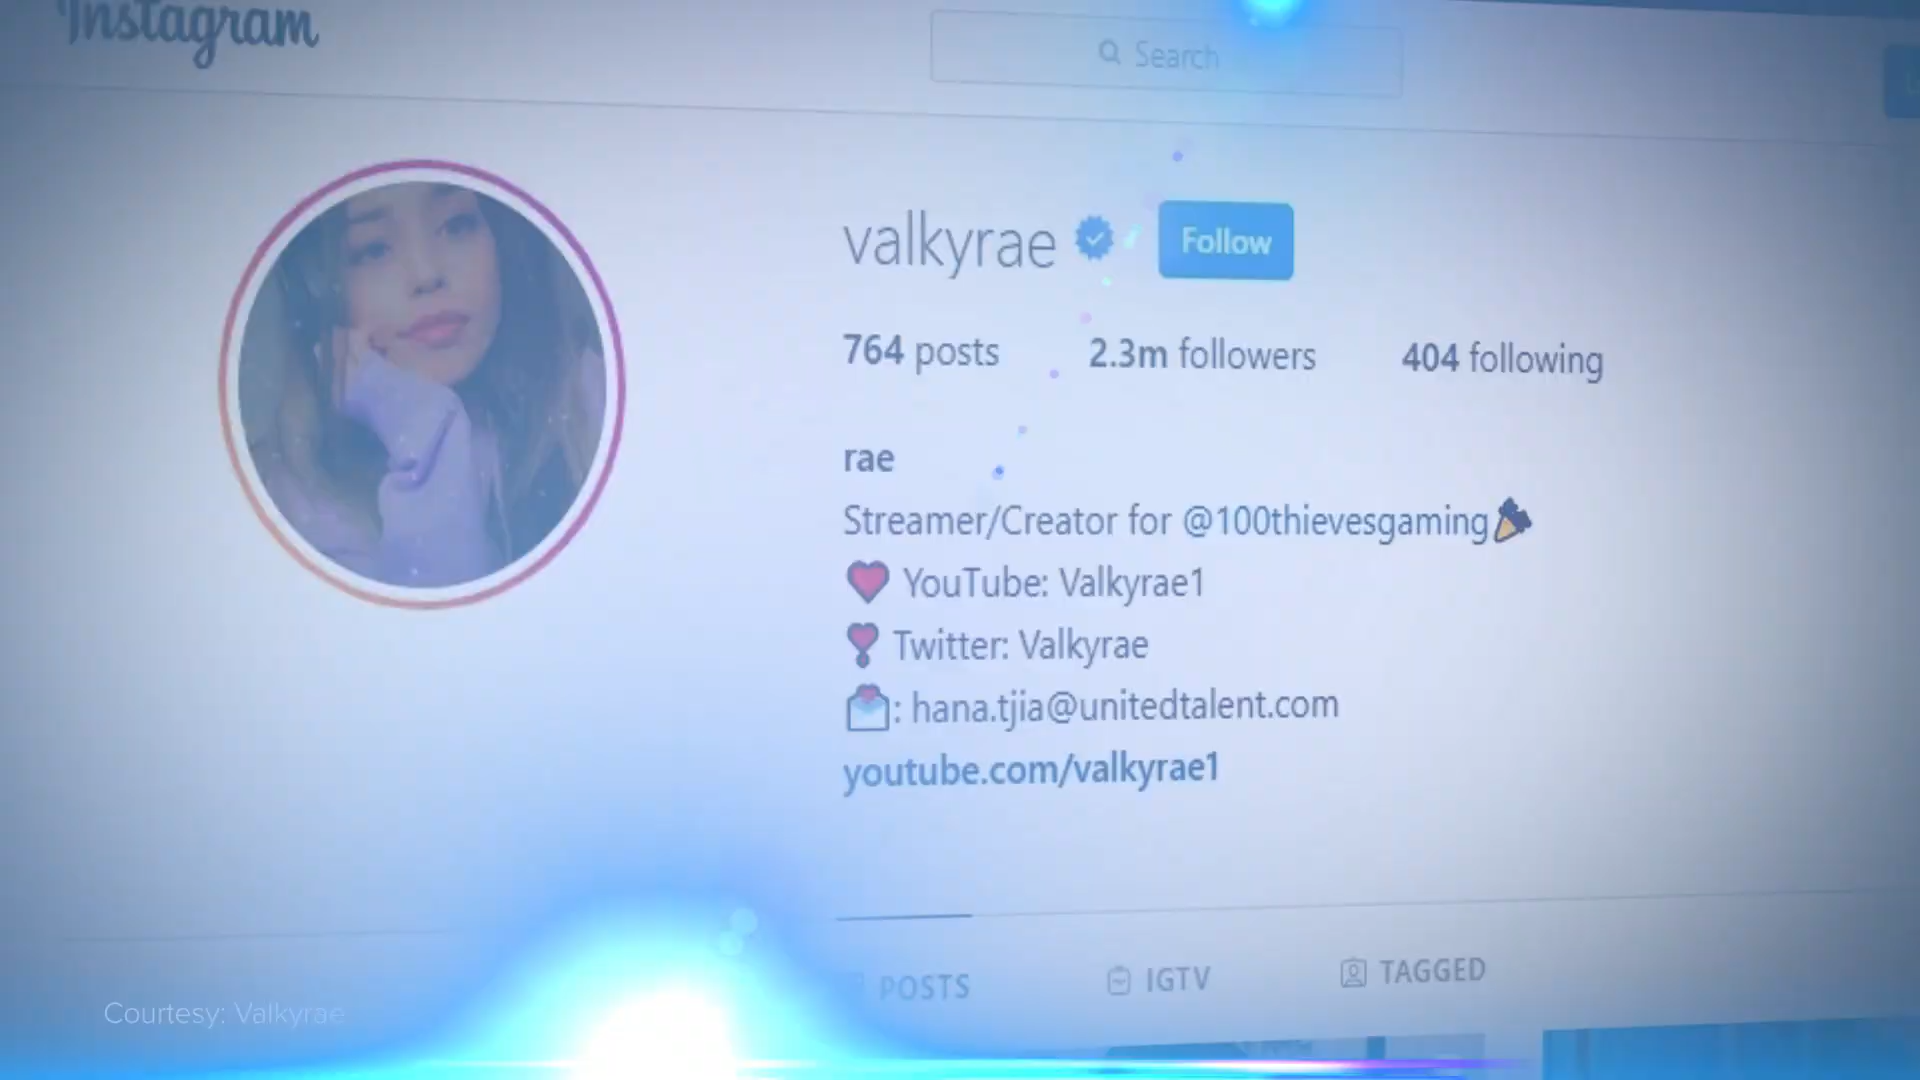 Instagram
Search
valkyrae Follow
764 posts 2.3m followers 404 following
rae
Streamer/Creator for @100thievesgaming
YouTube: Valkyrae1
Twitter: Valkyrae
: hana.tjia@unitedtalent.com
youtube.com/valkyrae1
POSTS IGTV TAGGED
Courtesy: Valkyrae